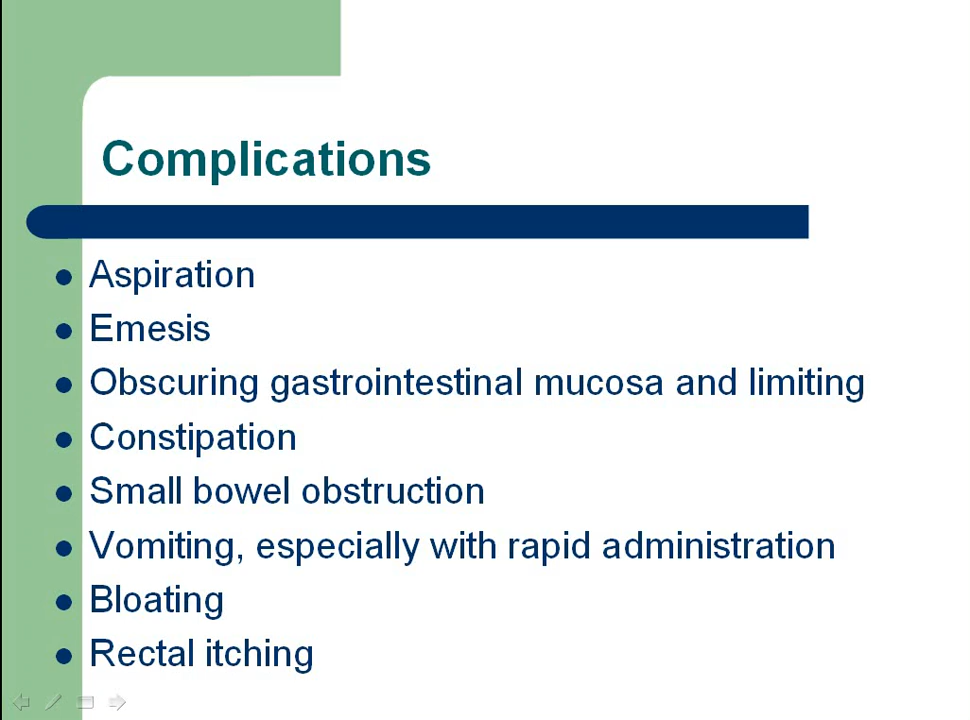 Complications
Aspiration
Emesis
Obscuring gastrointestinal mucosa and limiting
Constipation
Small bowel obstruction
Vomiting, especially with rapid administration
Bloating
Rectal itching